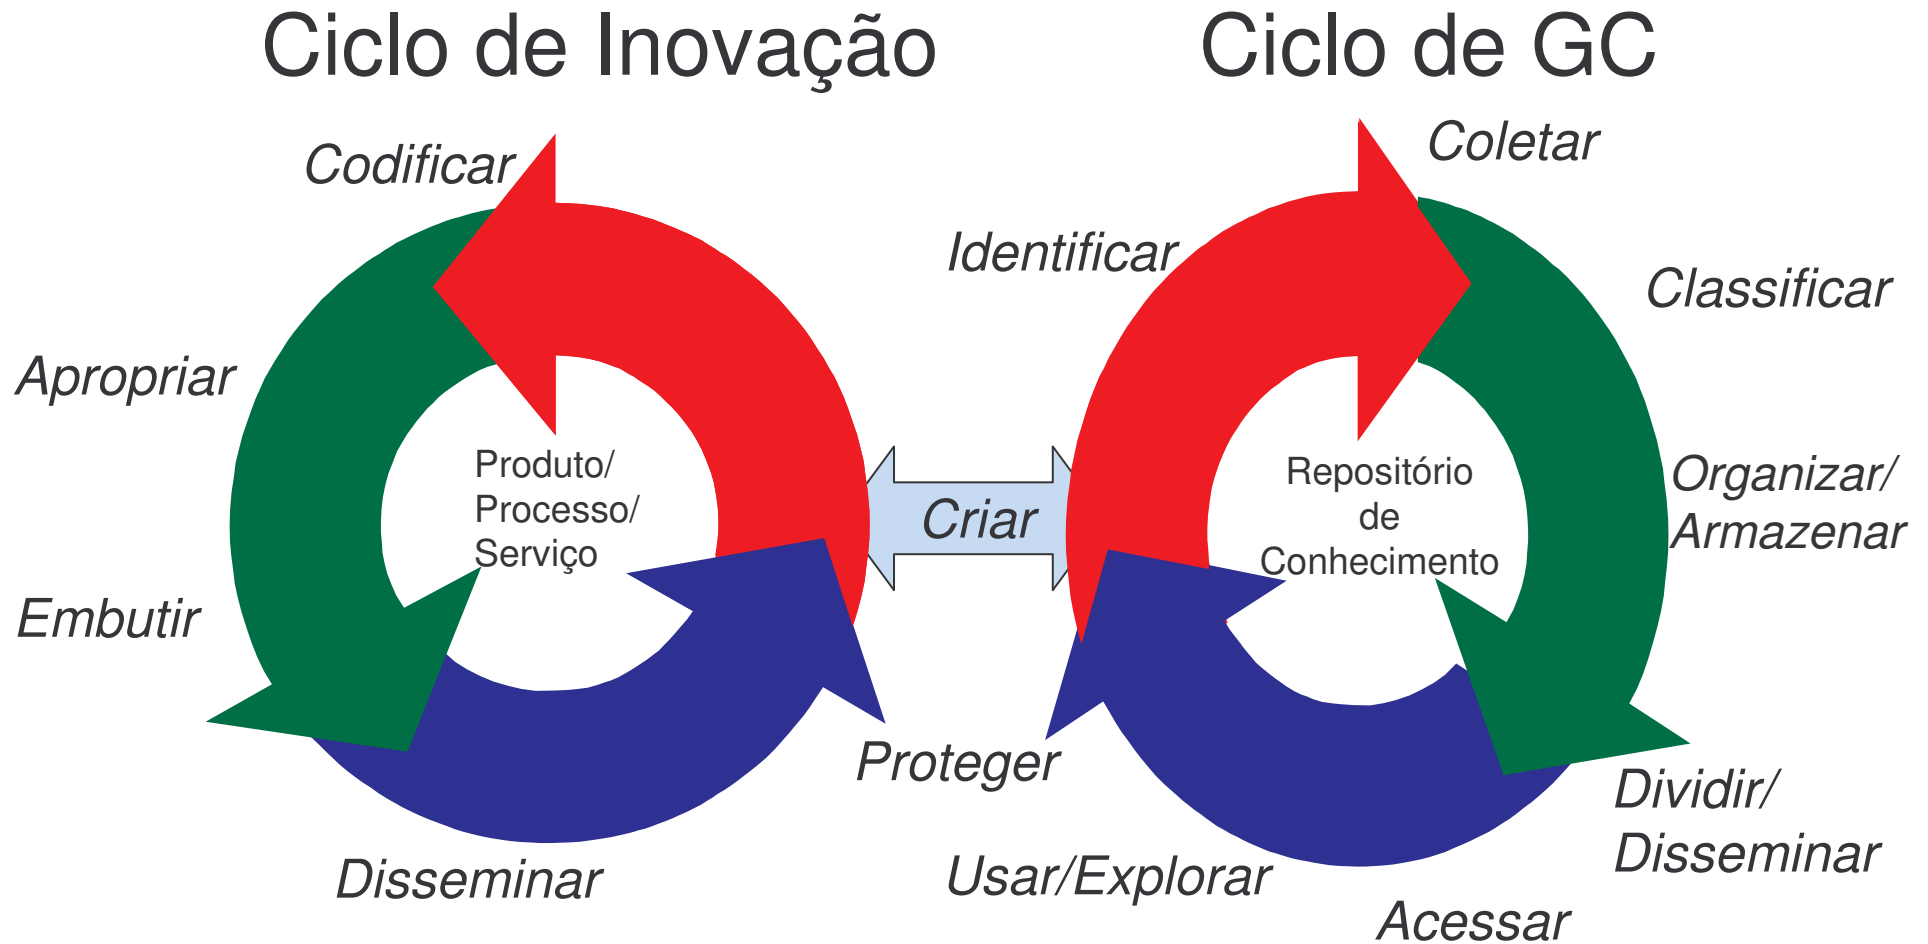 Ciclo de Inovação
Ciclo de GC
Codificar
Apropriar
Embutir
Disseminar
Produto/
Processo/
Serviço
Criar
Proteger
Identificar
Coletar
Classificar
Organizar/
Armazenar
Dividir/
Disseminar
Acessar
Usar/Explorar
Repositório
de
Conhecimento